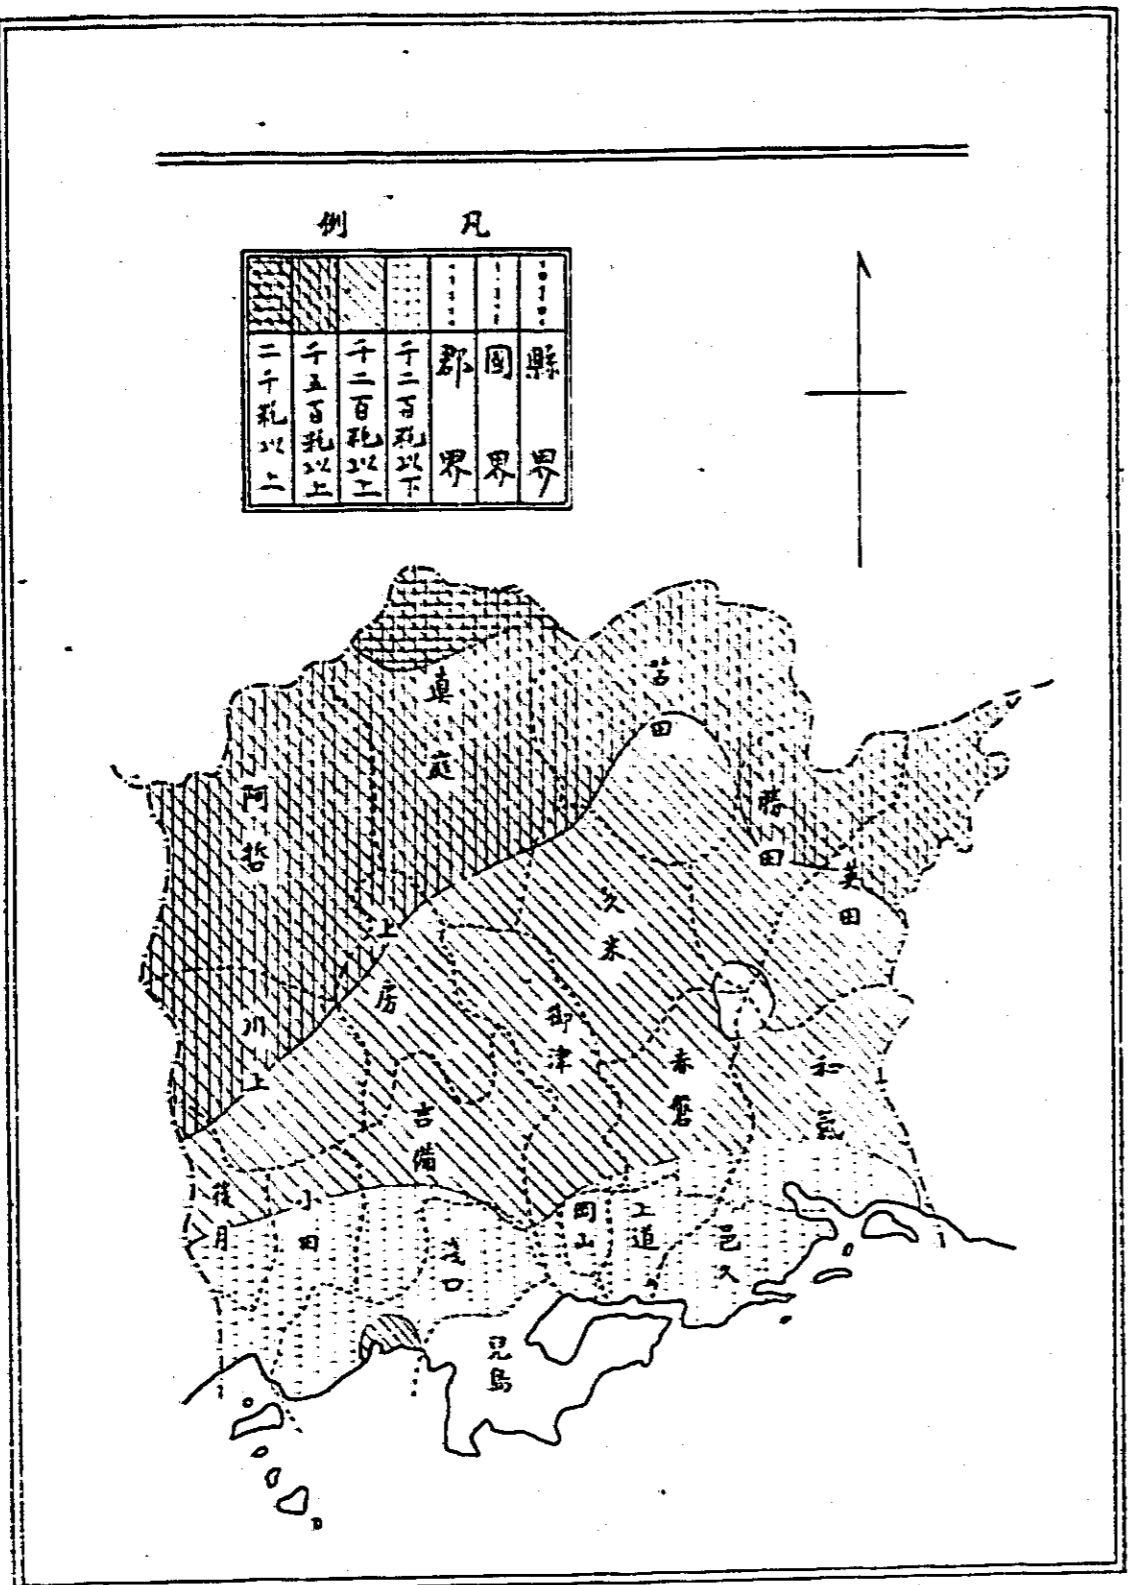 凡例
縣界
國界
郡界
千二百粍以下
千二百粍以上
千五百粍以上
二千粍以上
苫田
真庭
勝田
阿哲
英田
久米
上房
川上
御津
赤磐
和氣
吉備
後月
小田
岡山
上道
邑久
浅口
児島